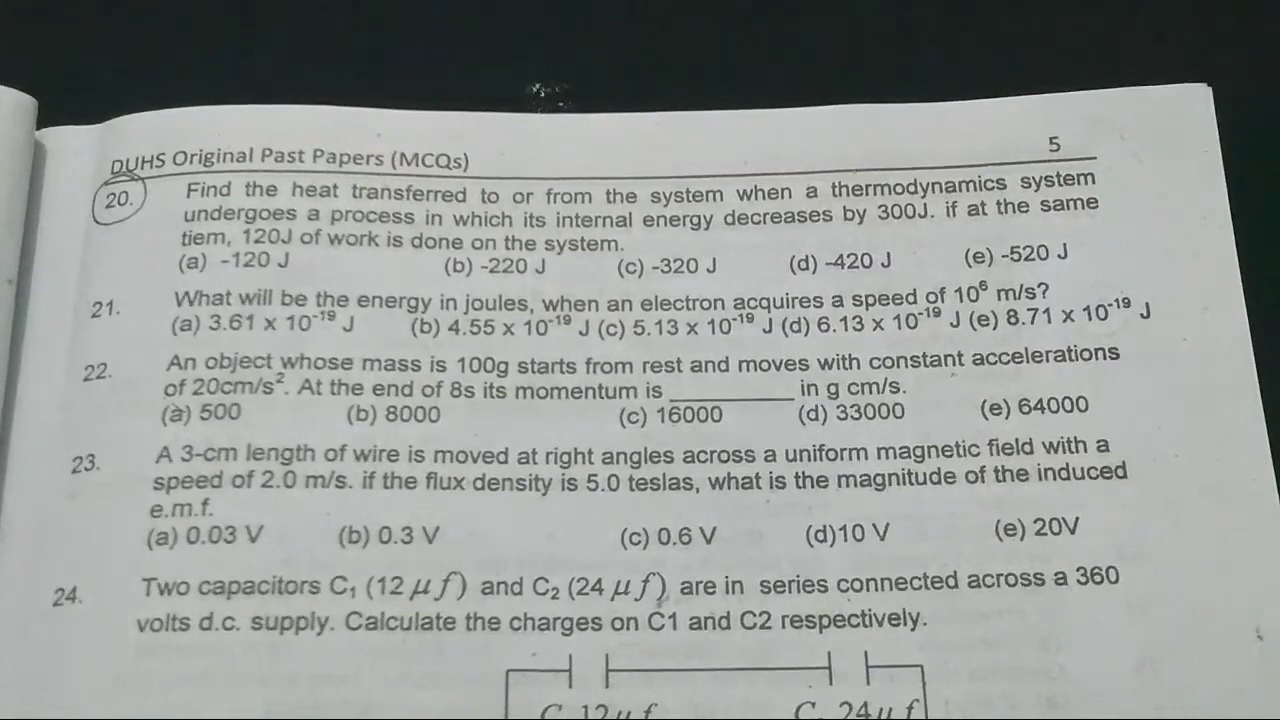 DUHS Original Past Papers (MCQs) 5
20. Find the heat transferred to or from the system when a thermodynamics system
undergoes a process in which its internal energy decreases by 300J. if at the same
tiem, 120J of work is done on the system.
(a) -120 J (b) -220 J (c) -320 J (d) -420 J (e) -520 J
21. What will be the energy in joules, when an electron acquires a speed of 10⁶ m/s?
(a) 3.61 x 10⁻¹⁹ J (b) 4.55 x 10⁻¹⁹ J (c) 5.13 x 10⁻¹⁹ J (d) 6.13 x 10⁻¹⁹ J (e) 8.71 x 10⁻¹⁹ J
22. An object whose mass is 100g starts from rest and moves with constant accelerations
of 20cm/s². At the end of 8s its momentum is __________ in g cm/s.
(a) 500 (b) 8000 (c) 16000 (d) 33000 (e) 64000
23. A 3-cm length of wire is moved at right angles across a uniform magnetic field with a
speed of 2.0 m/s. if the flux density is 5.0 teslas, what is the magnitude of the induced
e.m.f.
(a) 0.03 V (b) 0.3 V (c) 0.6 V (d)10 V (e) 20V
24. Two capacitors C₁ (12 μf) and C₂ (24 μf) are in series connected across a 360
volts d.c. supply. Calculate the charges on C1 and C2 respectively.
C 12μf C 24μf